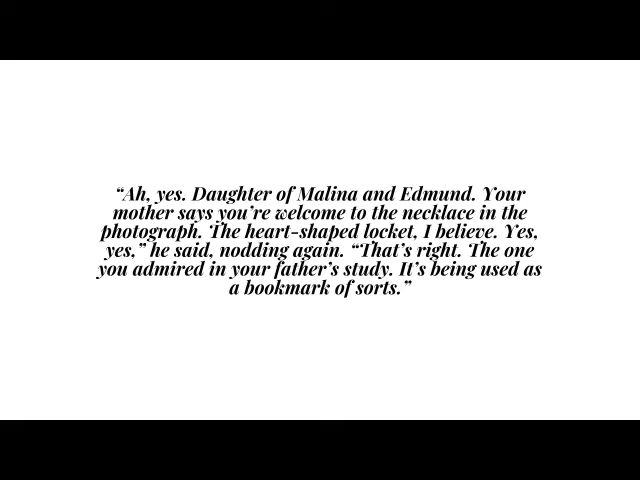 “Ah, yes. Daughter of Malina and Edmund. Your
mother says you’re welcome to the necklace in the
photograph. The heart-shaped locket, I believe. Yes,
yes,” he said, nodding again. “That’s right. The one
you admired in your father’s study. It’s being used as
a bookmark of sorts.”